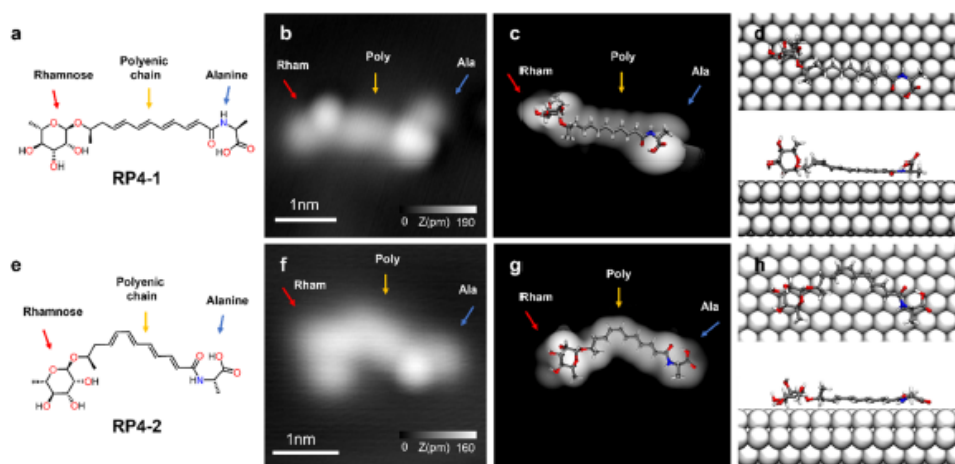 a
Rhamnose
Polyenic
chain
Alanine
O
O
O
H
N
HO
OH
OH
O
OH
O
RP4-1
b
Rham
Poly
Ala
1nm
0 Z(pm) 190
c
Rham
Poly
Ala
d
e
Rhamnose
Polyenic
chain
Alanine
O
O
O
OH
HO
OH
O
NH
HO
O
RP4-2
f
Rham
Poly
Ala
1nm
0 Z(pm) 160
g
Rham
Poly
Ala
h